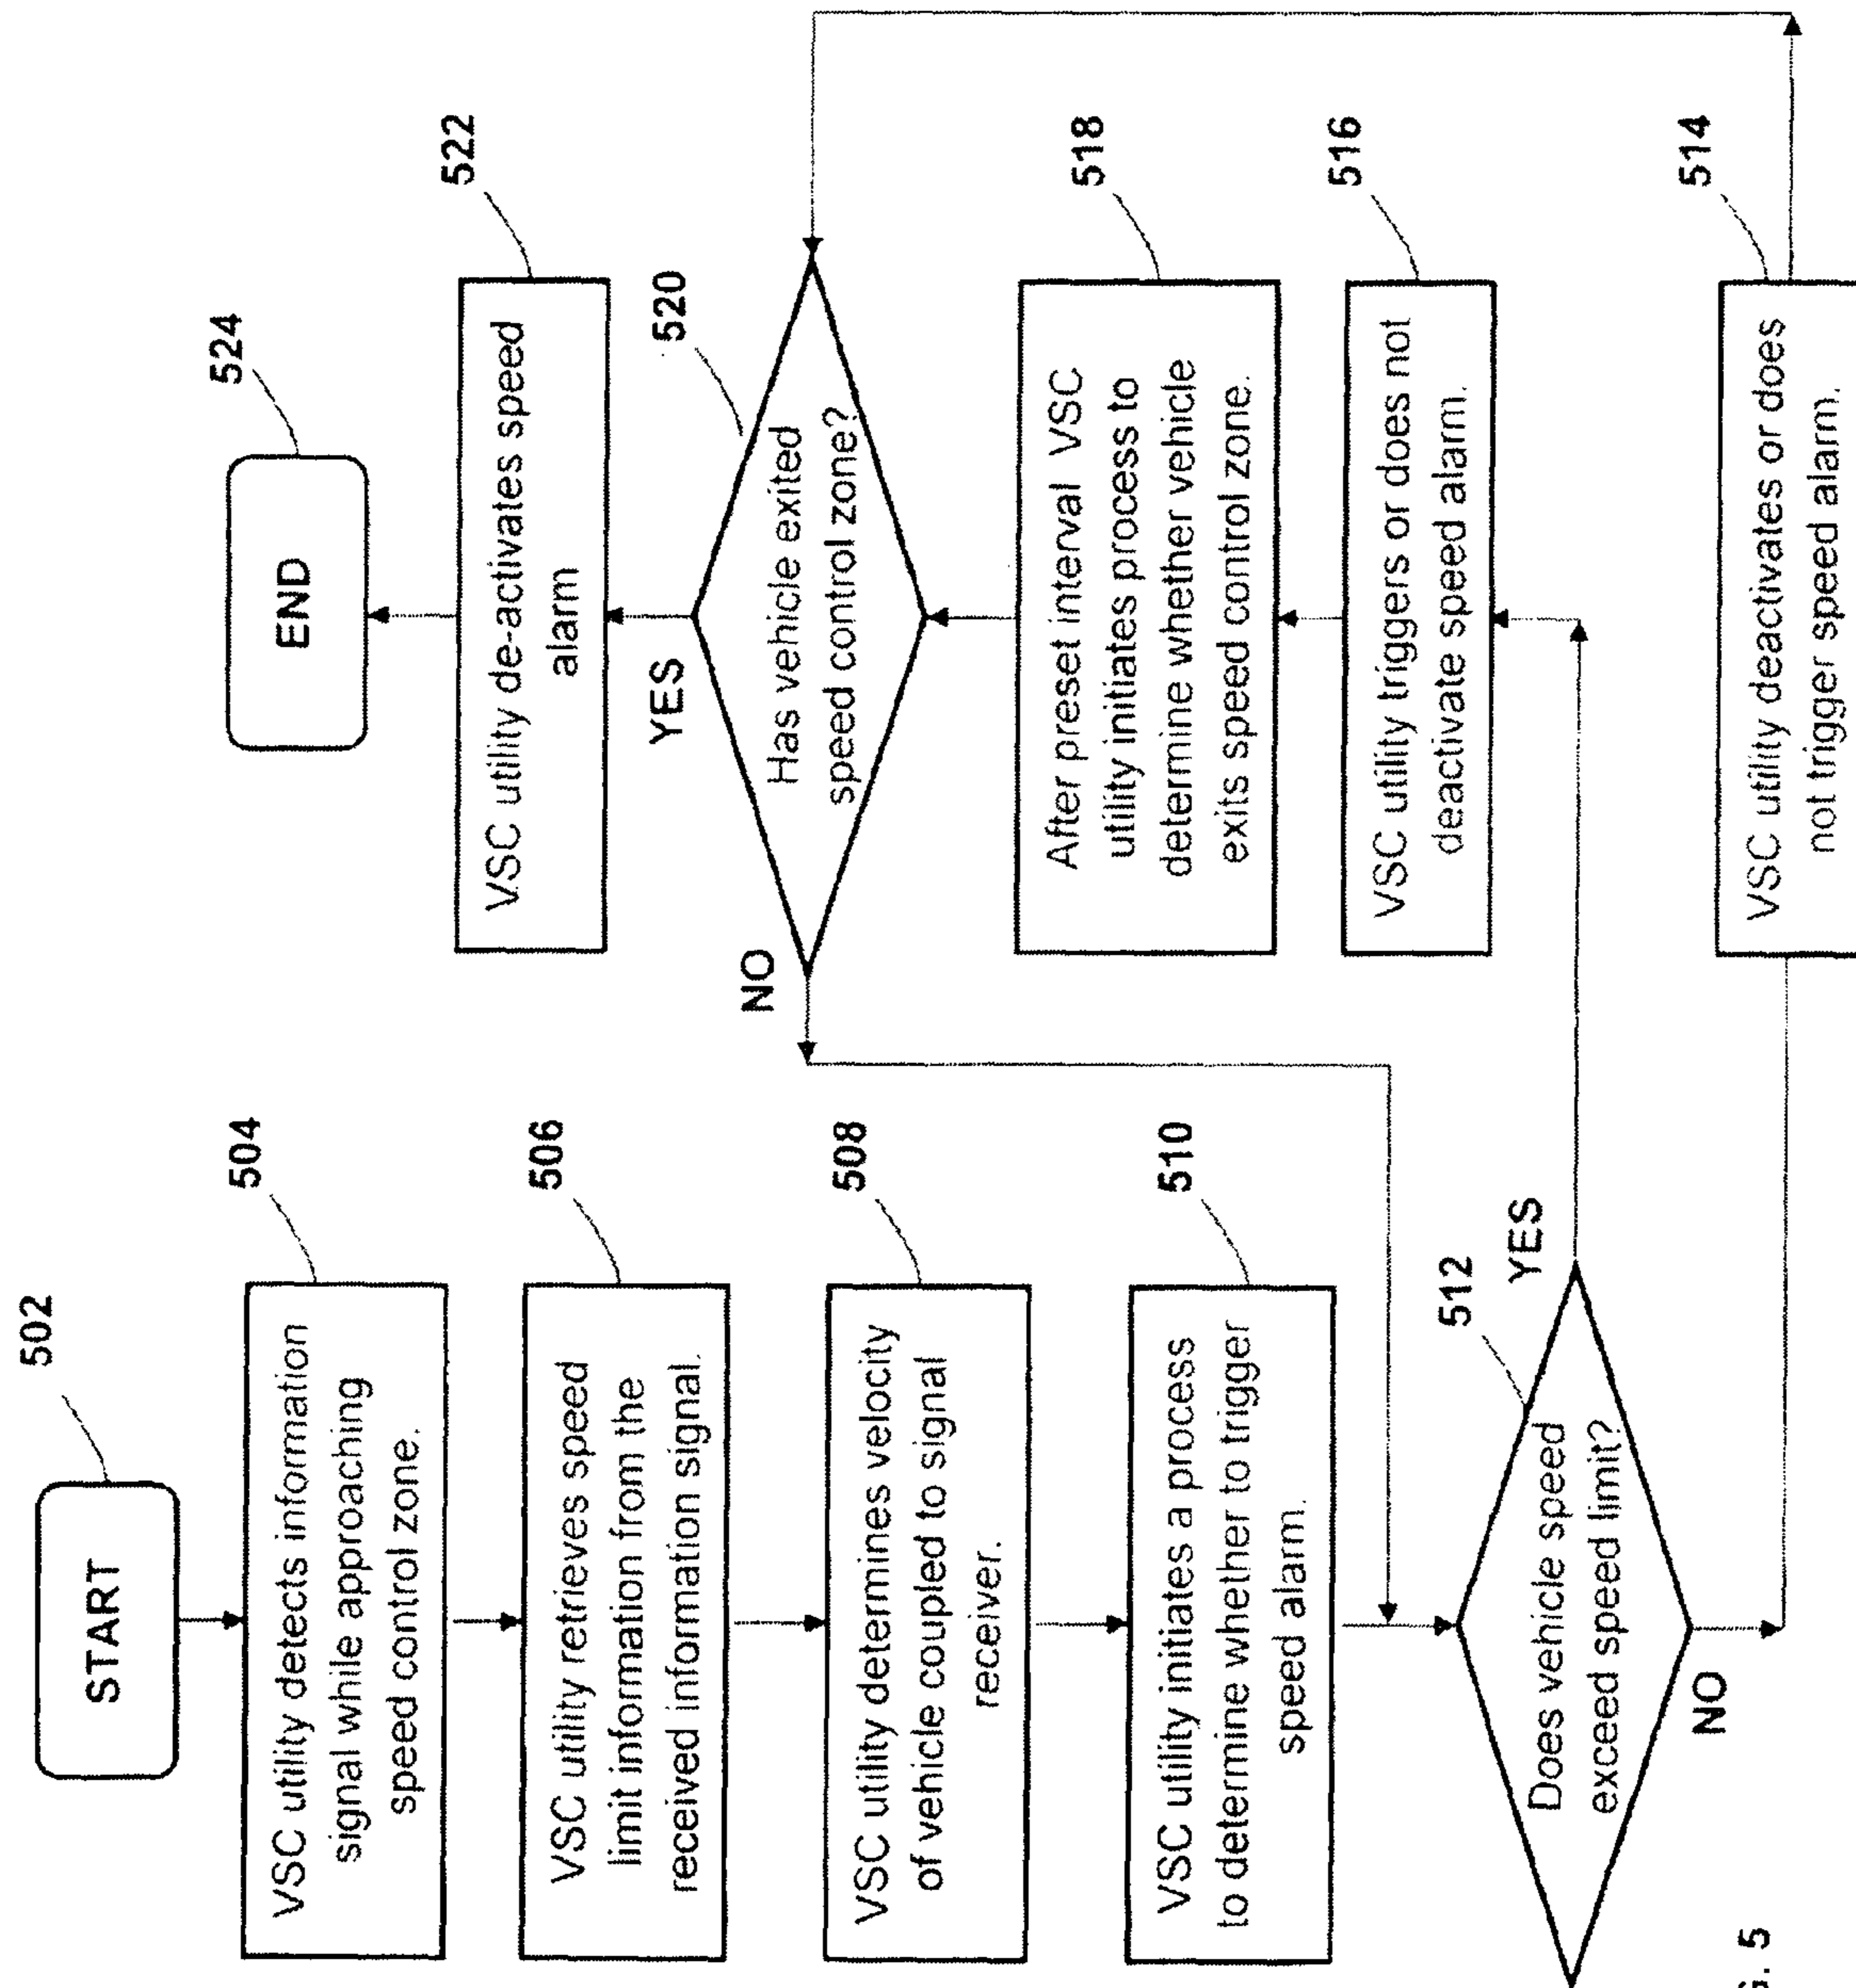 502
START
504
VSC utility detects information
signal while approaching
speed control zone.
506
VSC utility retrieves speed
limit information from the
received information signal.
508
VSC utility determines velocity
of vehicle coupled to signal
receiver.
510
VSC utility initiates a process
to determine whether to trigger
speed alarm.
512
Does vehicle speed
exceed speed limit?
YES
NO
524
END
522
VSC utility de-activates speed
alarm
YES
520
Has vehicle exited
speed control zone?
NO
518
After preset interval VSC
utility initiates process to
determine whether vehicle
exits speed control zone.
516
VSC utility triggers or does not
deactivate speed alarm.
514
VSC utility deactivates or does
not trigger speed alarm.
5